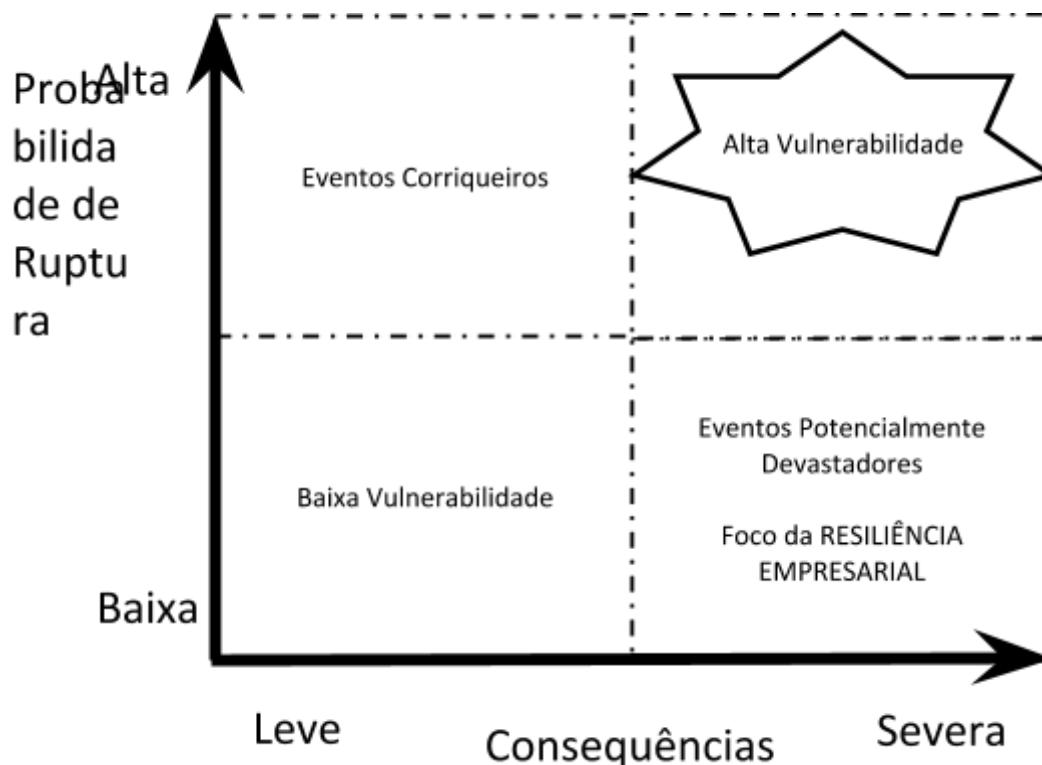 Alta
Proba
bilida
de de
Ruptu
ra
Eventos Corriqueiros
Alta Vulnerabilidade
Baixa Vulnerabilidade
Eventos Potencialmente
Devastadores
Foco da RESILIÊNCIA
EMPRESARIAL
Baixa
Leve
Consequências
Severa